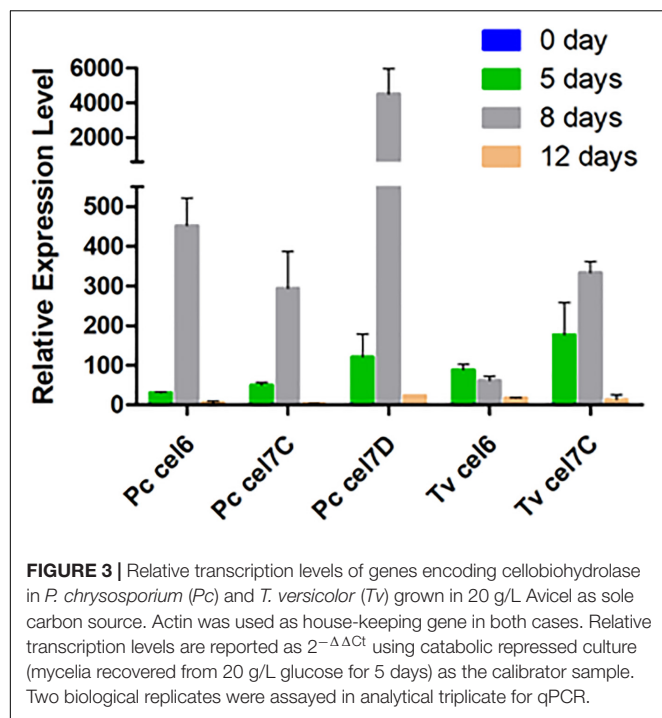 0 day
5 days
8 days
12 days
6000
4000
2000
500
400
300
200
100
0
Relative Expression Level
Pc cel6
Pc cel7C
Pc cel7D
Tv cel6
Tv cel7C
FIGURE 3 | Relative transcription levels of genes encoding cellobiohydrolase
in P. chrysosporium (Pc) and T. versicolor (Tv) grown in 20 g/L Avicel as sole
carbon source. Actin was used as house-keeping gene in both cases. Relative
transcription levels are reported as 2−ΔΔCt using catabolic repressed culture
(mycelia recovered from 20 g/L glucose for 5 days) as the calibrator sample.
Two biological replicates were assayed in analytical triplicate for qPCR.